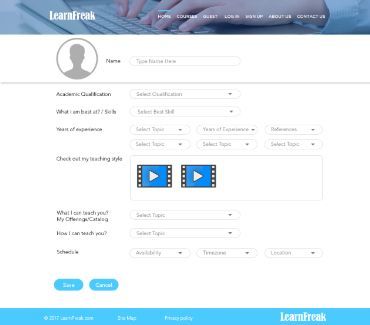 LearnFreak
HOME COURSES QUEST LOG IN SIGN UP ABOUT US CONTACT US
Name Type Name Here
Academic Qualification Select Qualification
What I am best at? / Skills Select Best Skill
Years of experience Select Topic Years of Experience References
Select Topic Select Topic Select Topic
Check out my teaching style
What I can teach you?
My Offerings/Catalog Select Topic
How I can teach you? Select Topic
Schedule Availability Timezone Location
Save Cancel
© 2017 LearnFreak.com Site Map Privacy policy LearnFreak